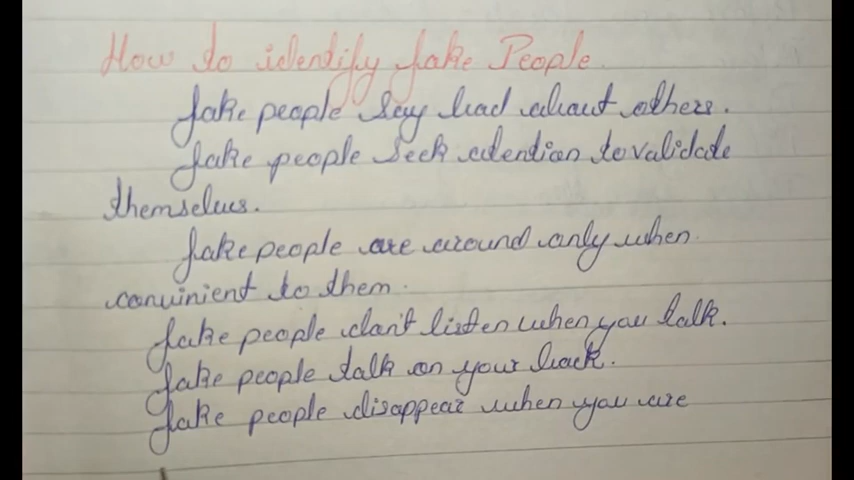 How to identify fake People
fake people say bad about others.
fake people seek attention to validate
themselves.
fake people are around only when
convinient to them.
fake people don't listen when you talk.
fake people talk on your back.
fake people disappear when you are